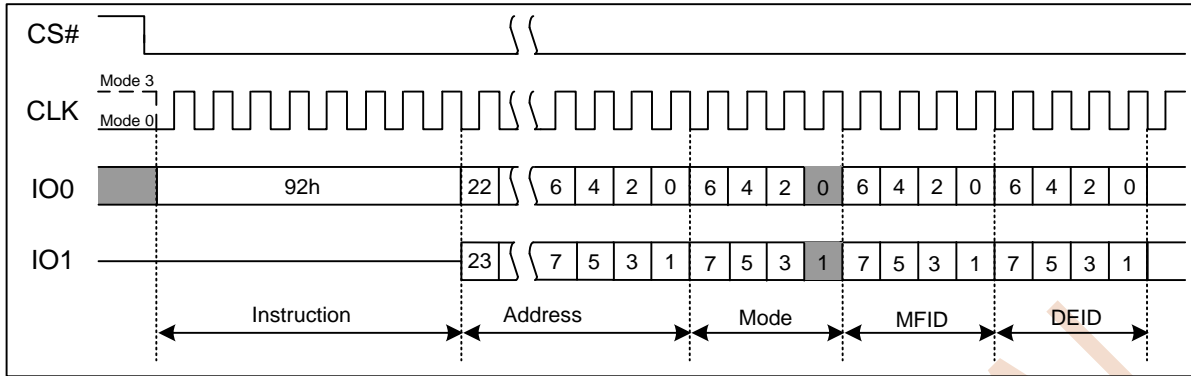 CS#
Mode 3
CLK
Mode 0
IO0 92h 22 6 4 2 0 6 4 2 0 6 4 2 0 6 4 2 0
IO1 23 7 5 3 1 7 5 3 1 7 5 3 1 7 5 3 1
Instruction Address Mode MFID DEID